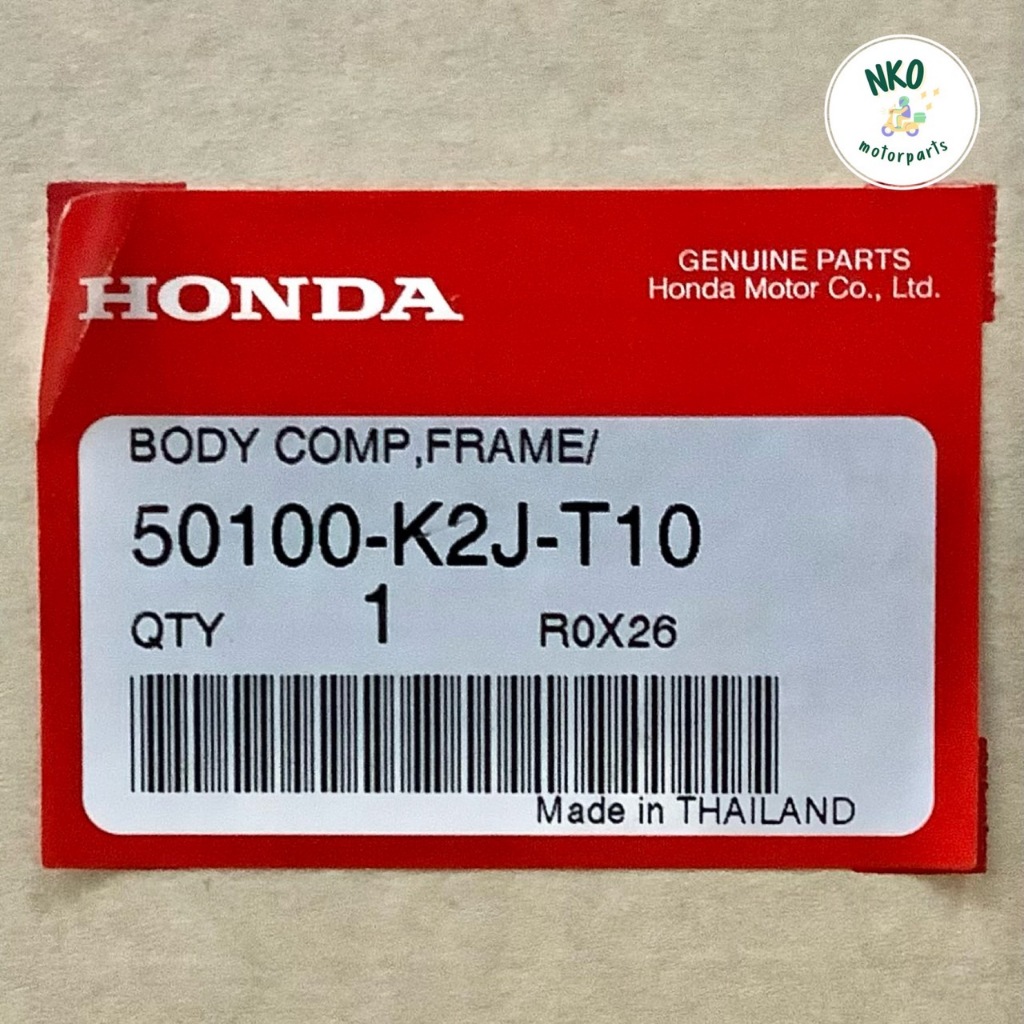 NKO
motorparts
HONDA
GENUINE PARTS
Honda Motor Co., Ltd.
BODY COMP,FRAME/
50100-K2J-T10
QTY 1 R0X26
Made in THAILAND